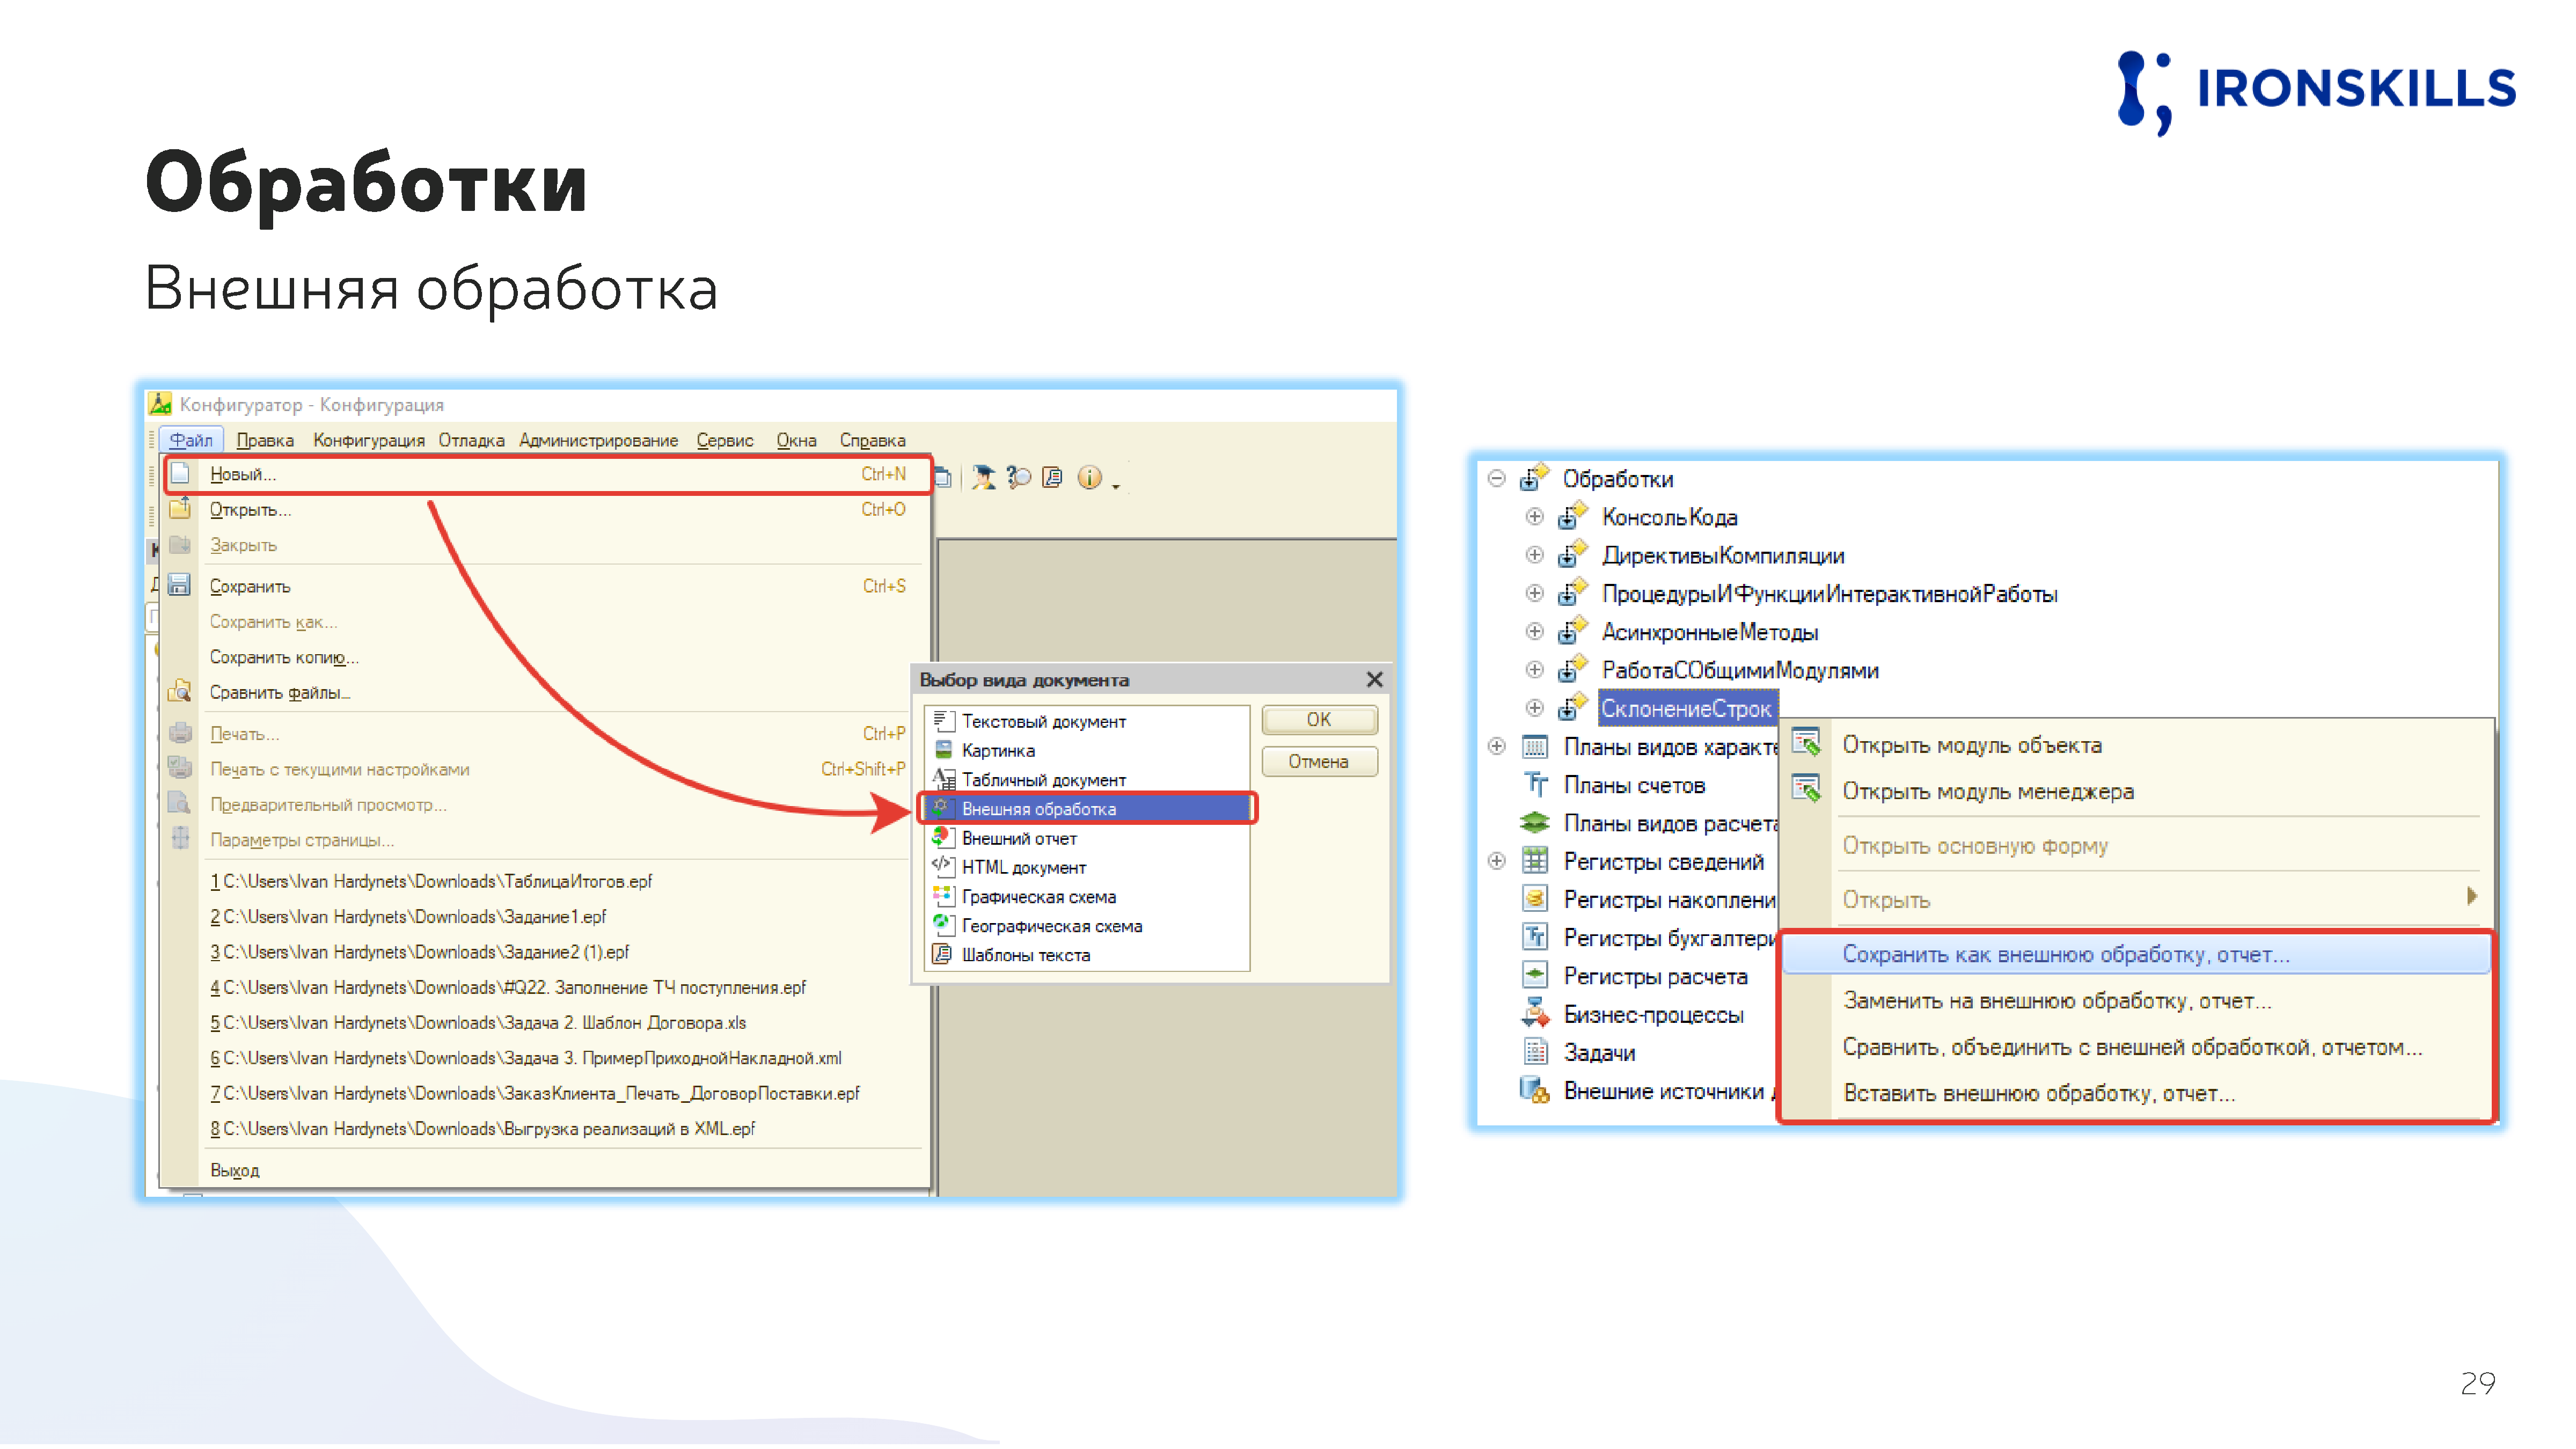 IRONSKILLS
Обработки
Внешняя обработка
Конфигуратор - Конфигурация
Файл Правка Конфигурация Отладка Администрирование Сервис Окна Справка
Новый... Ctrl+N
Открыть... Ctrl+O
Закрыть
Сохранить Ctrl+S
Сохранить как...
Сохранить копию...
Сравнить файлы...
Печать... Ctrl+P
Печать с текущими настройками Ctrl+Shift+P
Предварительный просмотр...
Параметры страницы...
1 C:\Users\Ivan Hardynets\Downloads\ТаблицаИтогов.epf
2 C:\Users\Ivan Hardynets\Downloads\Задание1.epf
3 C:\Users\Ivan Hardynets\Downloads\Задание2 (1).epf
4 C:\Users\Ivan Hardynets\Downloads\#Q22. Заполнение ТЧ поступления.epf
5 C:\Users\Ivan Hardynets\Downloads\Задача 2. Шаблон Договора.xls
6 C:\Users\Ivan Hardynets\Downloads\Задача 3. ПримерПриходнойНакладной.xml
7 C:\Users\Ivan Hardynets\Downloads\ЗаказКлиента_Печать_ДоговорПоставки.epf
8 C:\Users\Ivan Hardynets\Downloads\Выгрузка реализаций в XML.epf
Выход
Выбор вида документа
Текстовый документ
Картинка
Табличный документ
Внешняя обработка
Внешний отчет
HTML документ
Графическая схема
Географическая схема
Шаблоны текста
OK
Отмена
Обработки
КонсольКода
ДирективыКомпиляции
ПроцедурыИФункцииИнтерактивнойРаботы
АсинхронныеМетоды
РаботаСОбщимиМодулями
СклонениеСтрок
Планы видов характе
Планы счетов
Планы видов расчета
Регистры сведений
Регистры накоплени
Регистры бухгалтери
Регистры расчета
Бизнес-процессы
Задачи
Внешние источники
Открыть модуль объекта
Открыть модуль менеджера
Открыть основную форму
Открыть
Сохранить как внешнюю обработку, отчет...
Заменить на внешнюю обработку, отчет...
Сравнить, объединить с внешней обработкой, отчетом...
Вставить внешнюю обработку, отчет...
29